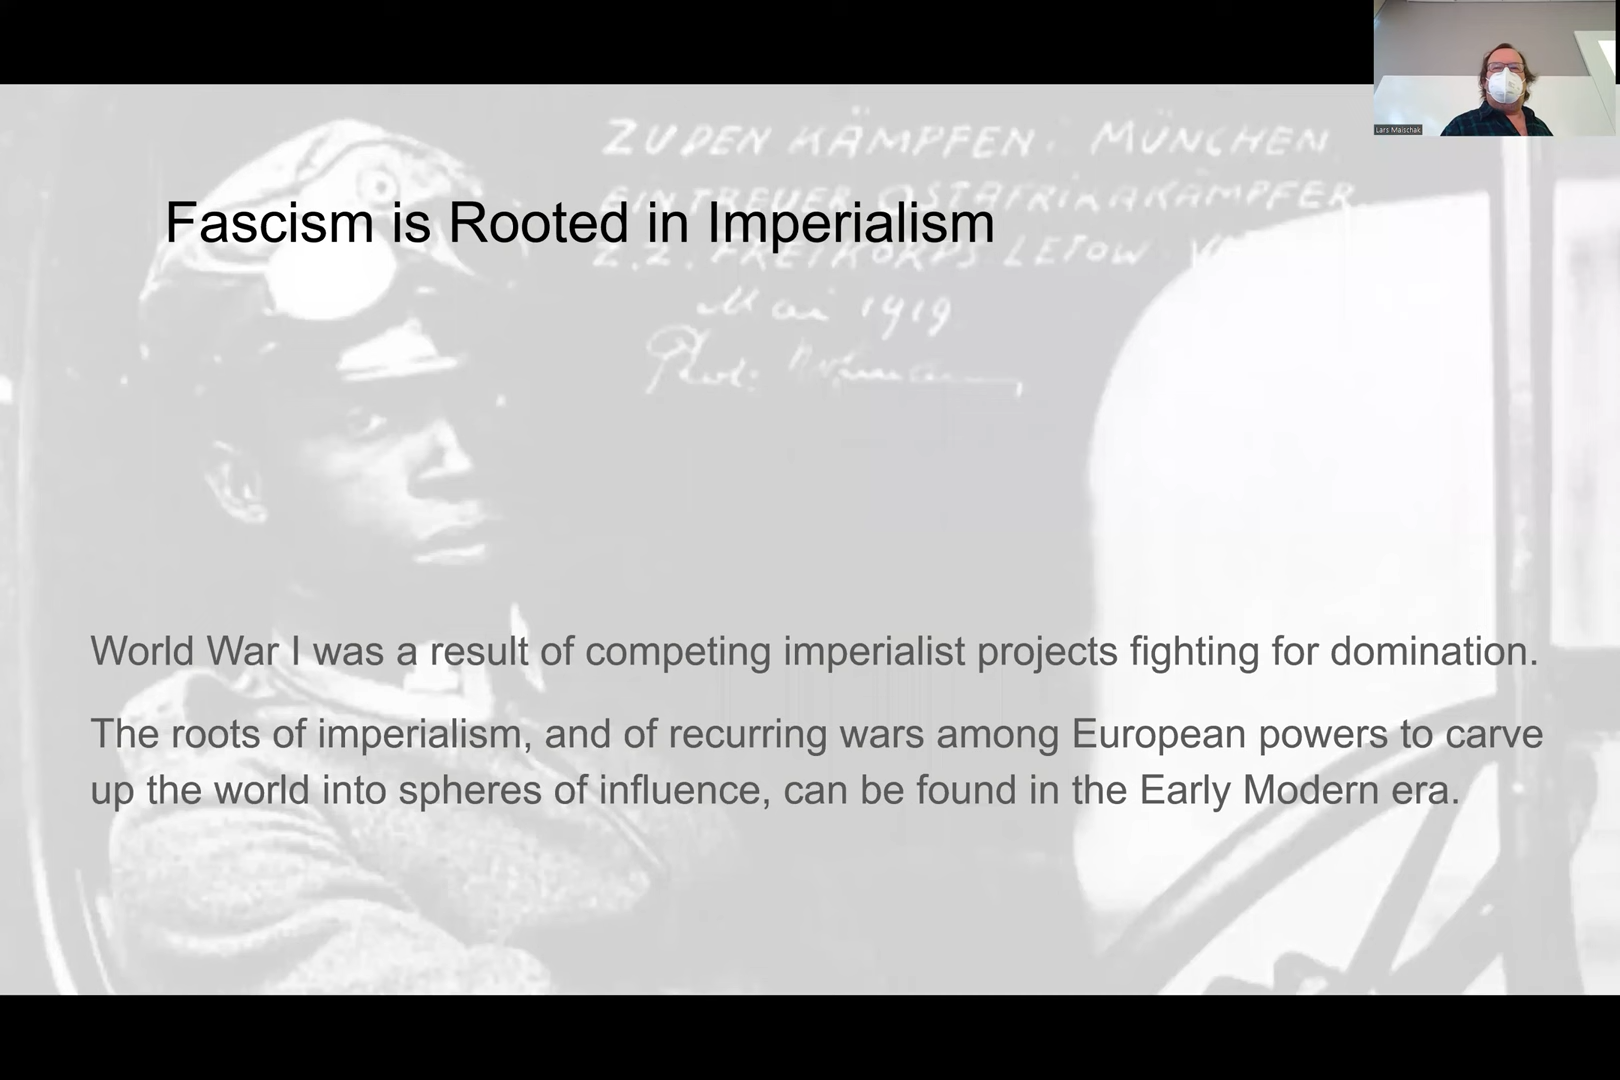 Lars Maischak
ZU DEN KÄMPFEN. MÜNCHEN
EIN TREUER OSTAFRIKAKÄMPFER.
Fascism is Rooted in Imperialism
Z.Z. FREIKORPS LETOW
Mai 1919
Phot:
World War I was a result of competing imperialist projects fighting for domination.
The roots of imperialism, and of recurring wars among European powers to carve
up the world into spheres of influence, can be found in the Early Modern era.